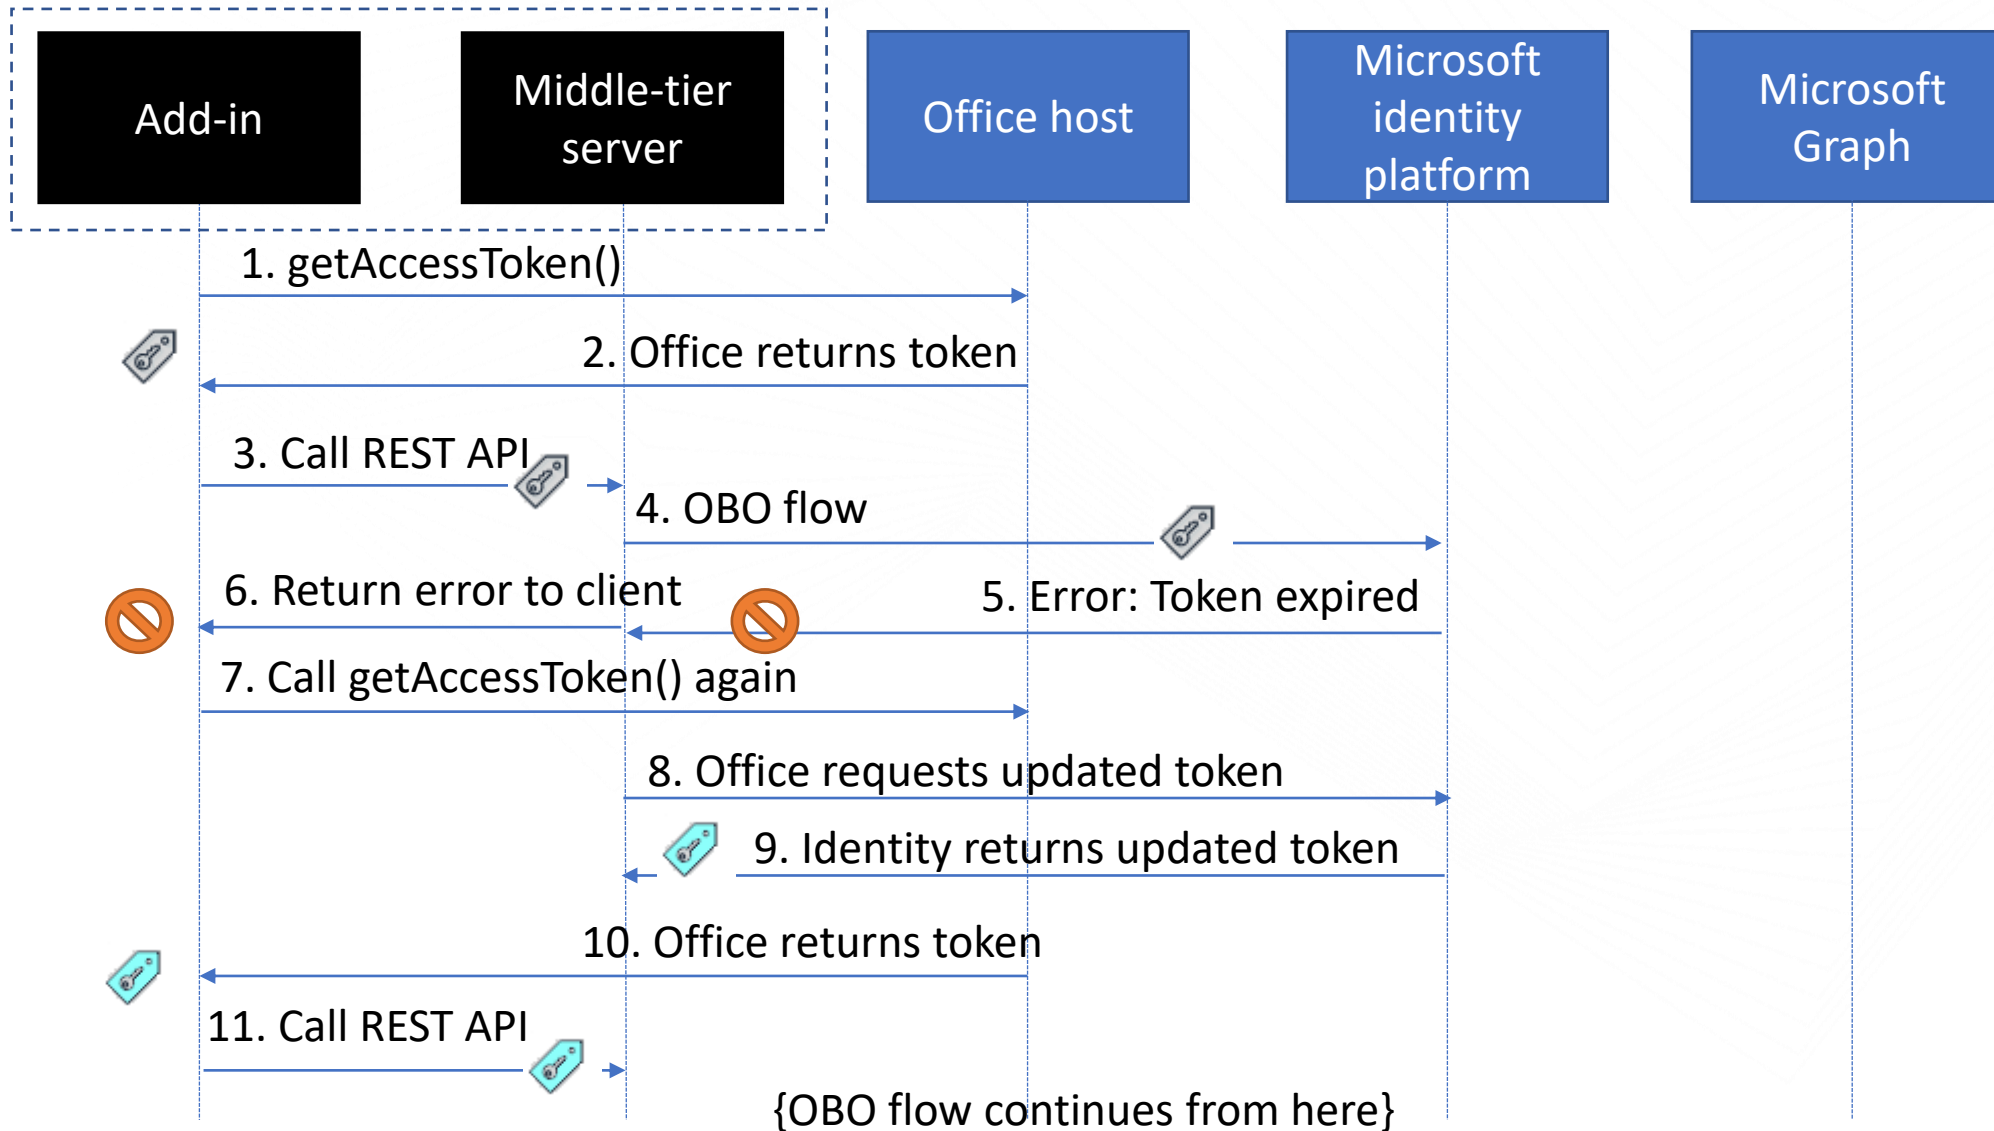 Add-in
Middle-tier
server
Office host
Microsoft
identity
platform
Microsoft
Graph
1. getAccessToken()
2. Office returns token
3. Call REST API
4. OBO flow
5. Error: Token expired
6. Return error to client
7. Call getAccessToken() again
8. Office requests updated token
9. Identity returns updated token
10. Office returns token
11. Call REST API
{OBO flow continues from here}